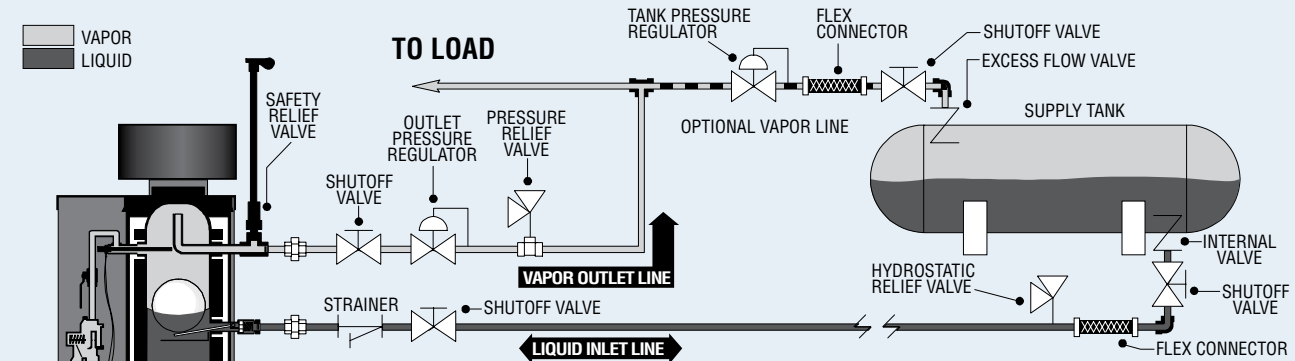 VAPOR
LIQUID
TO LOAD
TANK PRESSURE
REGULATOR
FLEX
CONNECTOR
SHUTOFF VALVE
EXCESS FLOW VALVE
SUPPLY TANK
OPTIONAL VAPOR LINE
SAFETY
RELIEF
VALVE
OUTLET
PRESSURE
REGULATOR
PRESSURE
RELIEF
VALVE
SHUTOFF
VALVE
VAPOR OUTLET LINE
HYDROSTATIC
RELIEF VALVE
INTERNAL
VALVE
SHUTOFF
VALVE
STRAINER
SHUTOFF VALVE
LIQUID INLET LINE
FLEX CONNECTOR